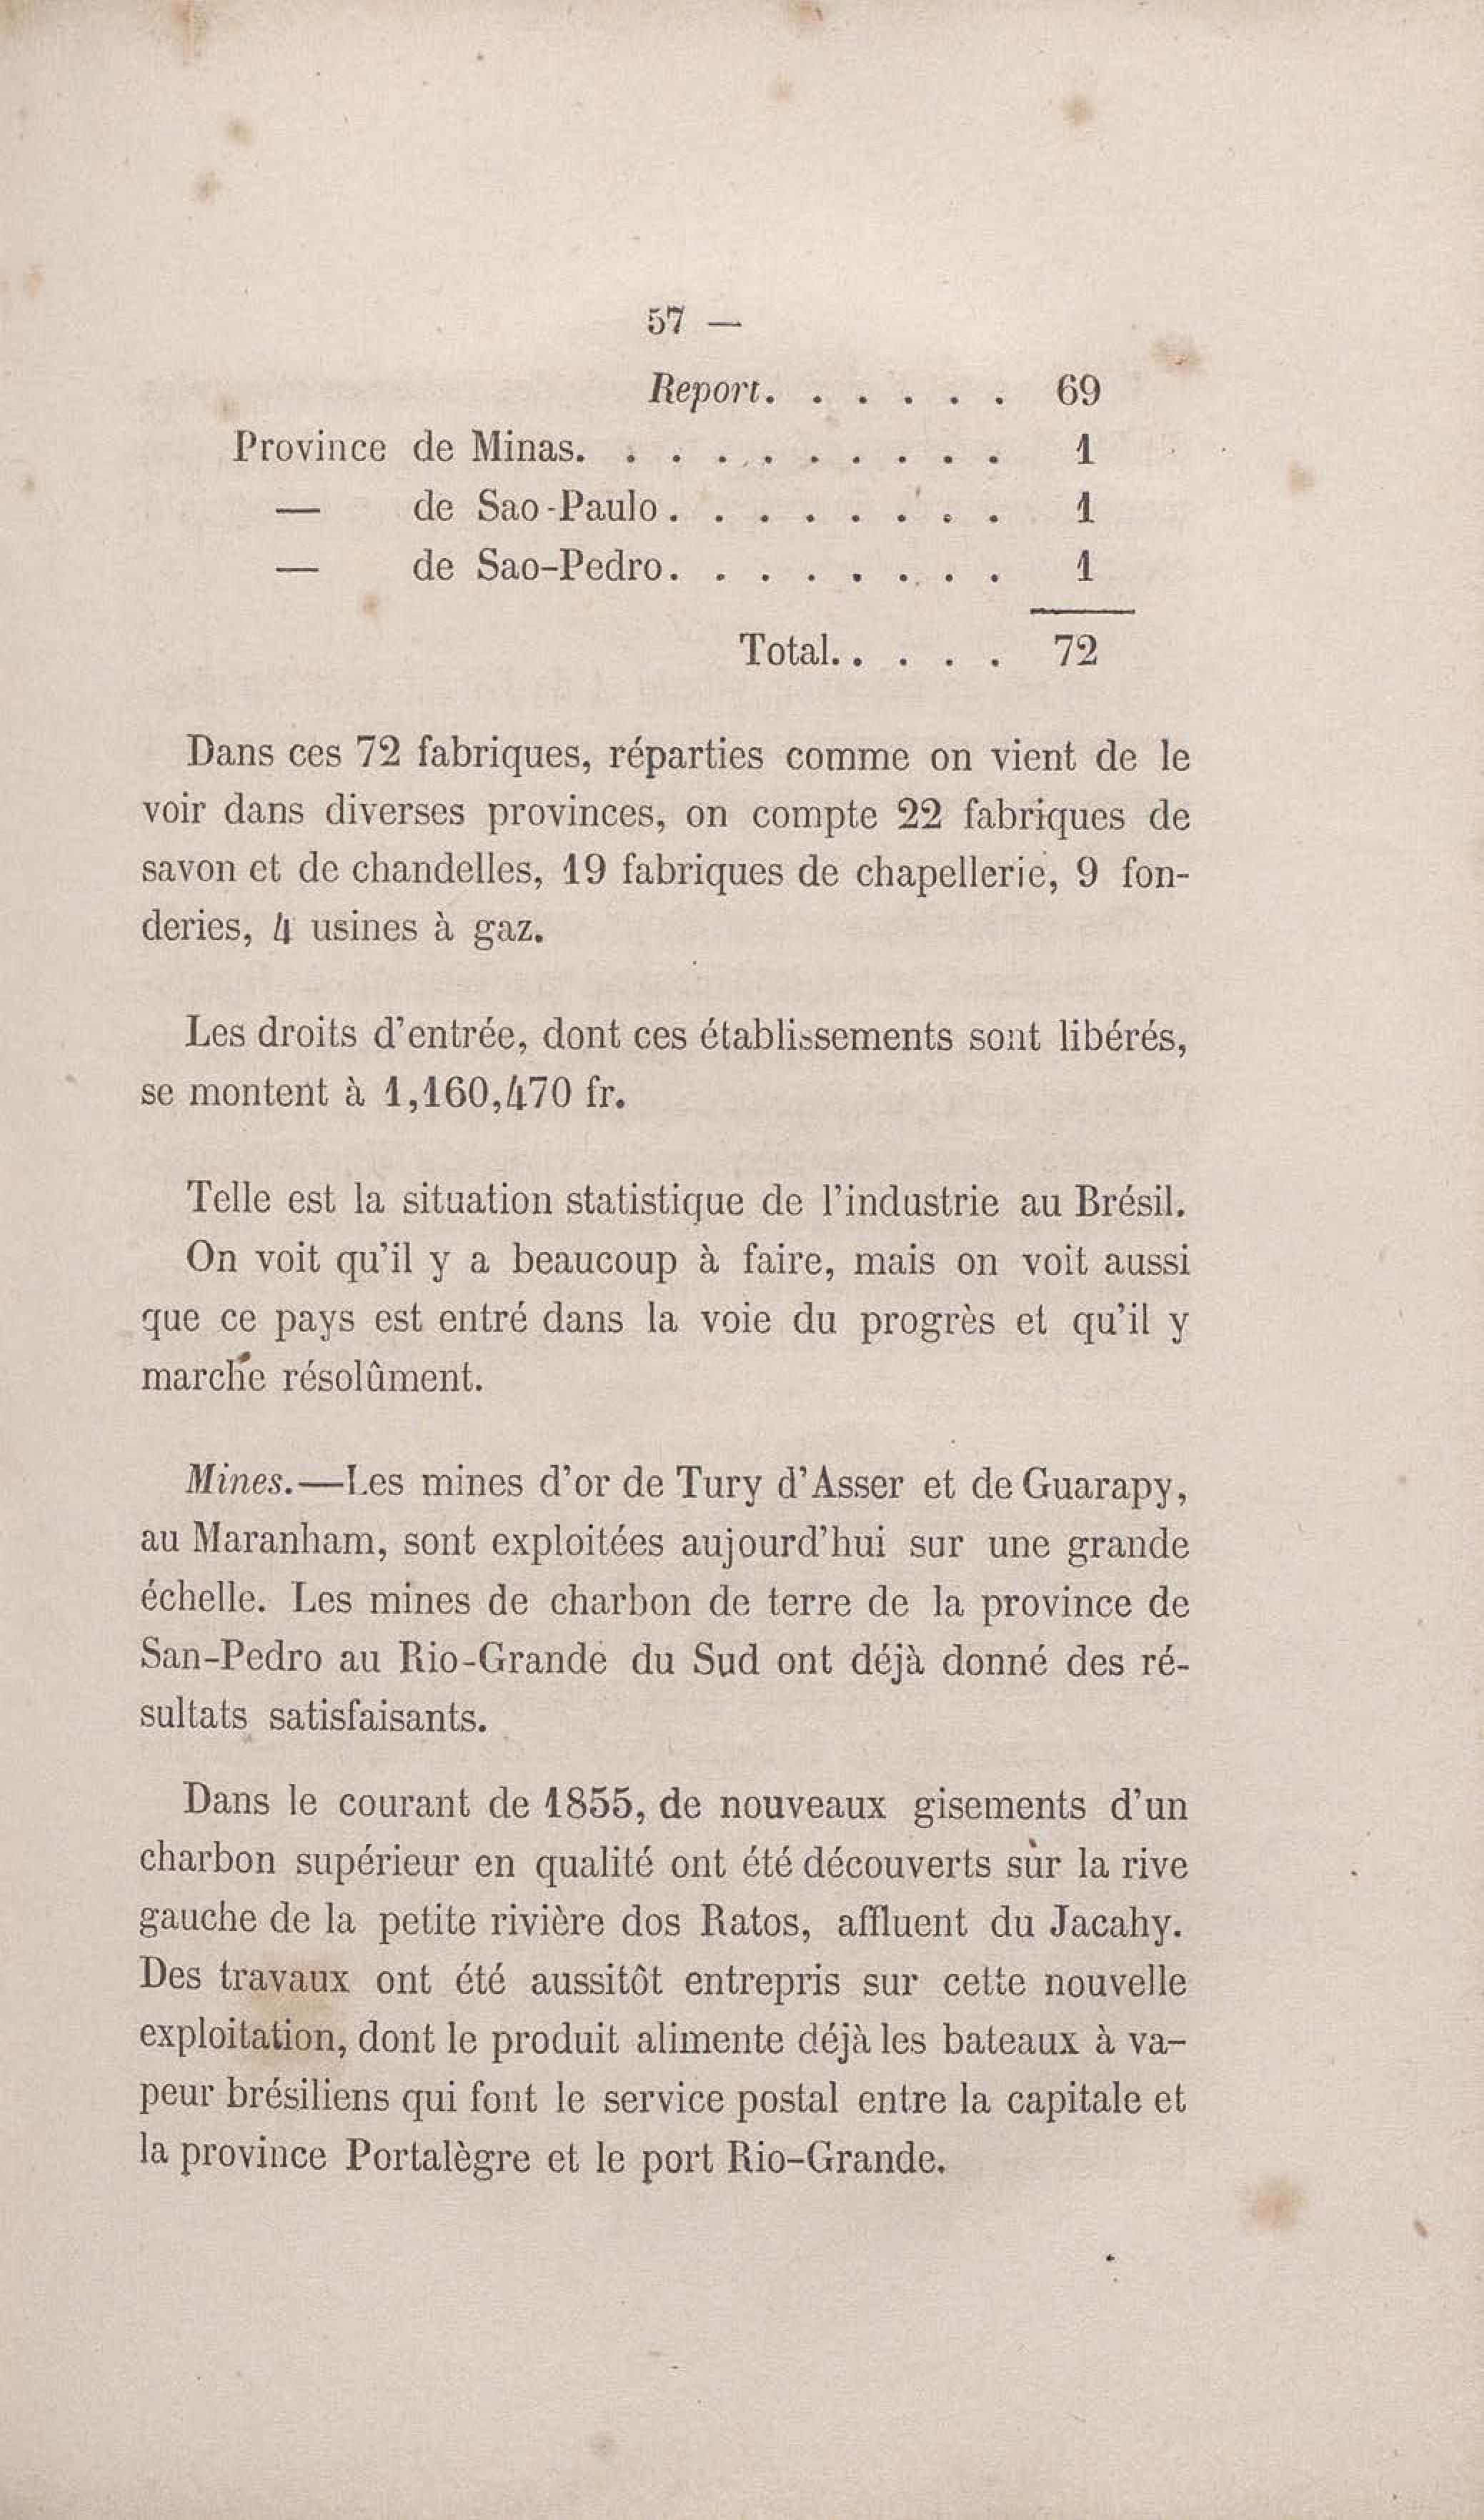 57 —
Report. . . . . . 69
Province de Minas. . . . . . . . . . 1
— de Sao-Paulo. . . . . . . . 1
— de Sao-Pedro. . . . . . . . 1
Total. . . . . 72
Dans ces 72 fabriques, réparties comme on vient de le
voir dans diverses provinces, on compte 22 fabriques de
savon et de chandelles, 19 fabriques de chapellerie, 9 fon-
deries, 4 usines à gaz.
Les droits d'entrée, dont ces établissements sont libérés,
se montent à 1,160,470 fr.
Telle est la situation statistique de l'industrie au Brésil.
On voit qu'il y a beaucoup à faire, mais on voit aussi
que ce pays est entré dans la voie du progrès et qu'il y
marche résolûment.
Mines.—Les mines d'or de Tury d'Asser et de Guarapy,
au Maranham, sont exploitées aujourd'hui sur une grande
échelle. Les mines de charbon de terre de la province de
San-Pedro au Rio-Grande du Sud ont déjà donné des ré-
sultats satisfaisants.
Dans le courant de 1855, de nouveaux gisements d'un
charbon supérieur en qualité ont été découverts sur la rive
gauche de la petite rivière dos Ratos, affluent du Jacahy.
Des travaux ont été aussitôt entrepris sur cette nouvelle
exploitation, dont le produit alimente déjà les bateaux à va-
peur brésiliens qui font le service postal entre la capitale et
la province Portalègre et le port Rio-Grande.